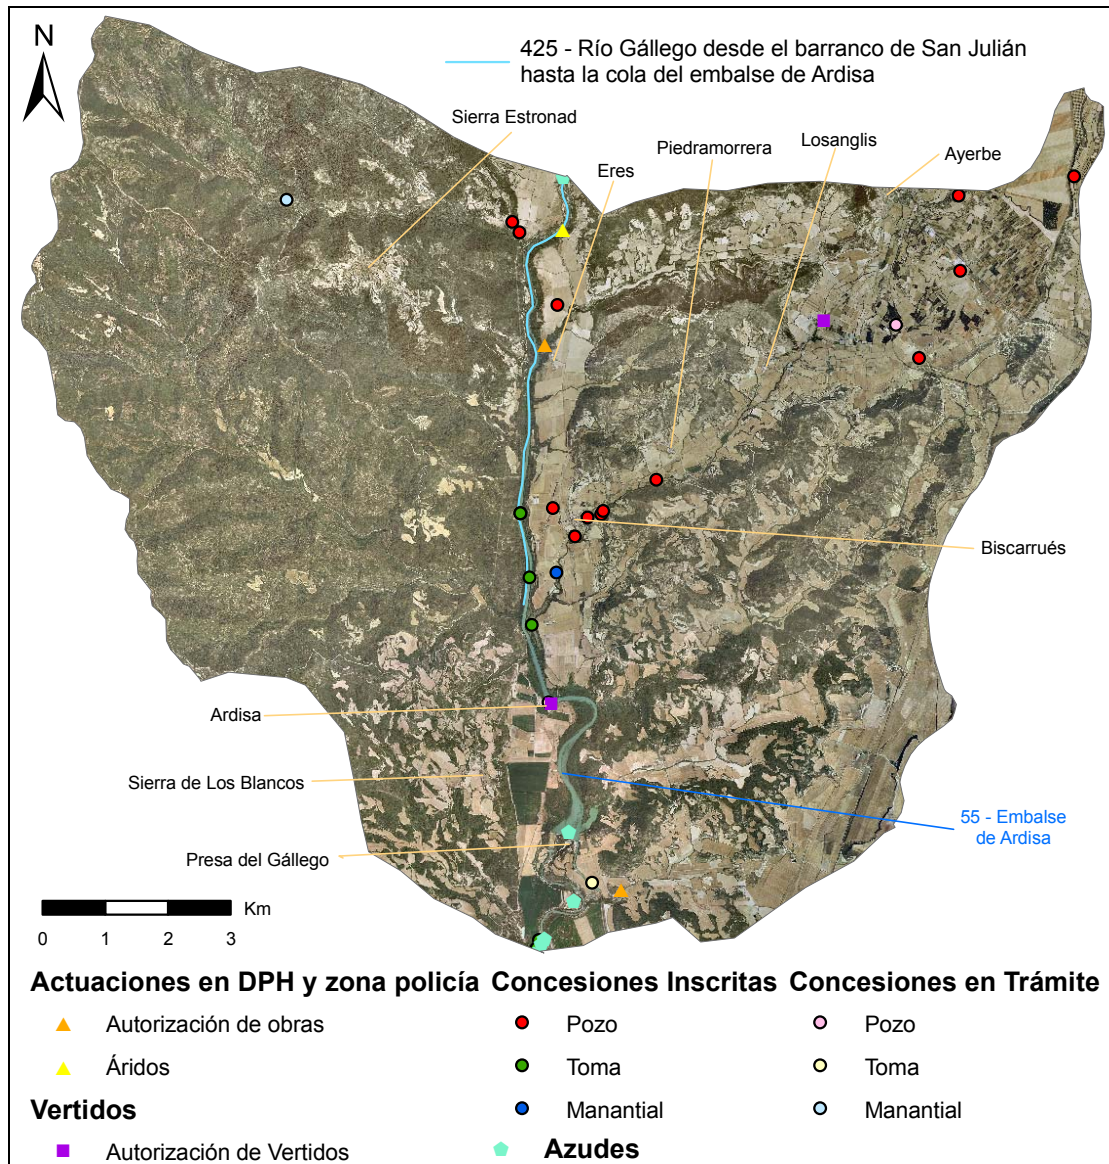 N
425 - Río Gállego desde el barranco de San Julián
hasta la cola del embalse de Ardisa
Sierra Estronad
Eres
Piedramorrera
Losanglis
Ayerbe
Biscarrués
Ardisa
Sierra de Los Blancos
55 - Embalse
de Ardisa
Presa del Gállego
Km
0 1 2 3
Actuaciones en DPH y zona policía
Autorización de obras
Áridos
Vertidos
Autorización de Vertidos
Concesiones Inscritas
Pozo
Toma
Manantial
Azudes
Concesiones en Trámite
Pozo
Toma
Manantial